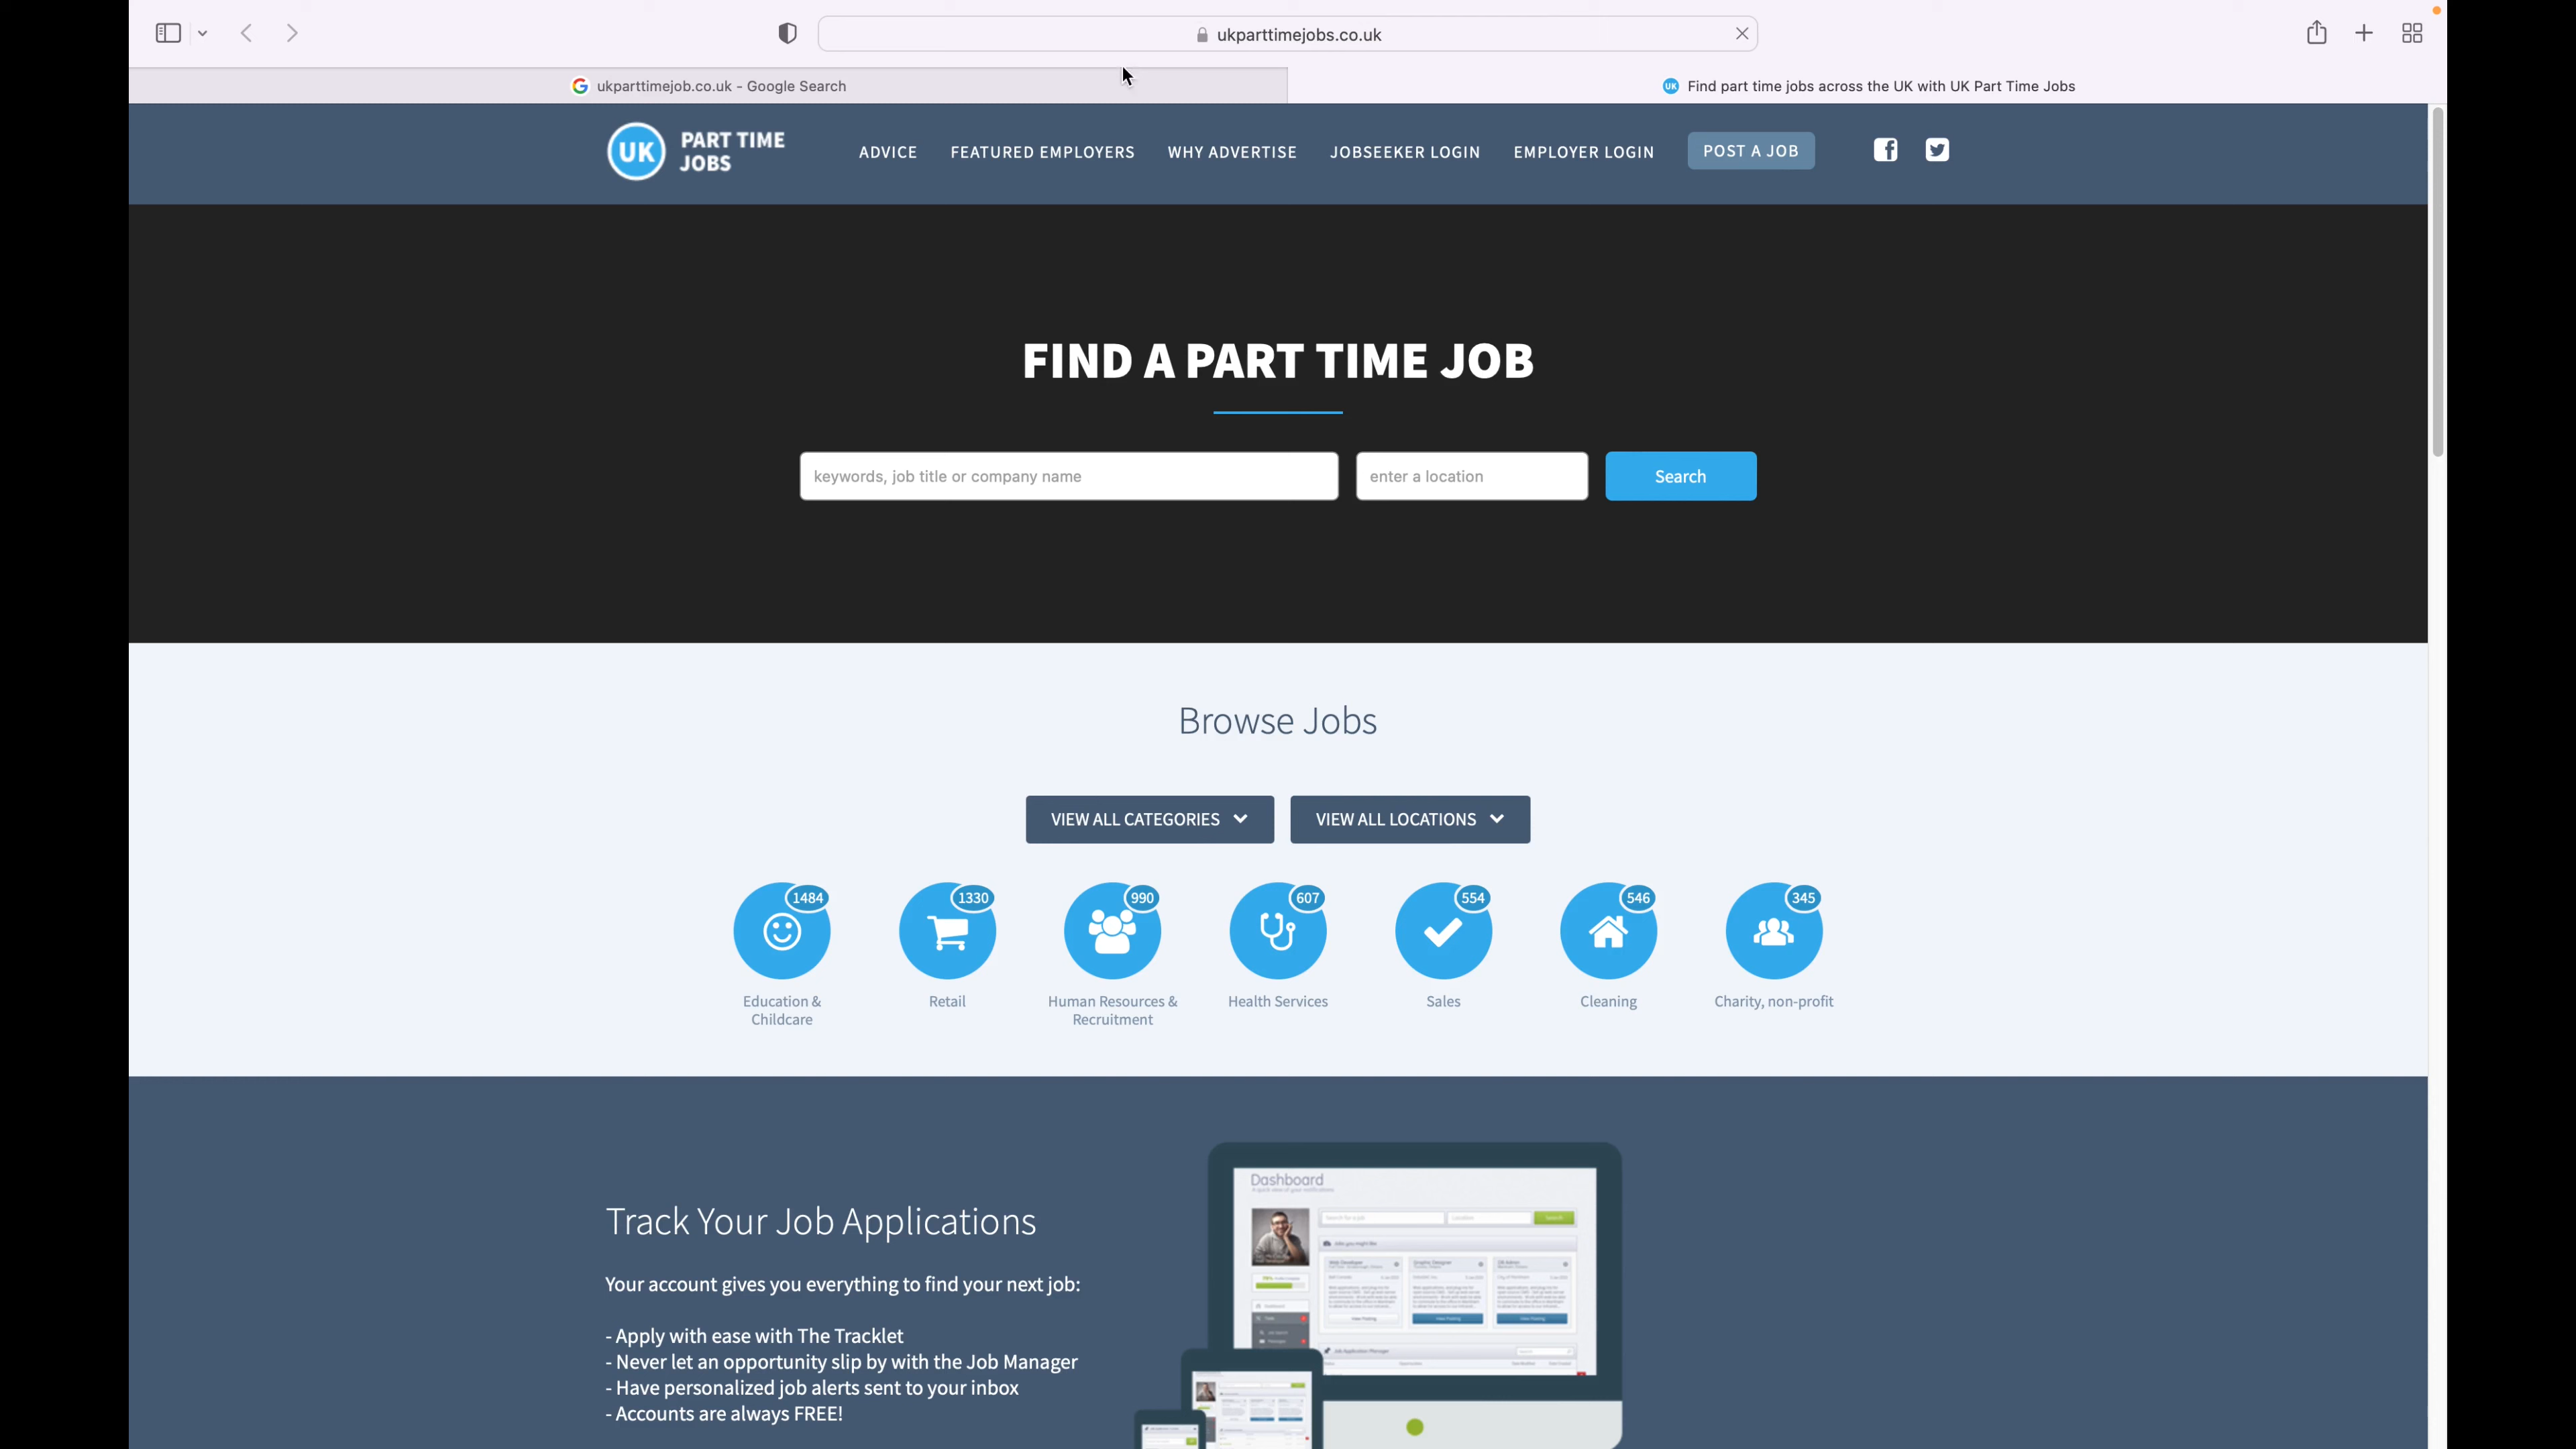 ukparttimejobs.co.uk
ukparttimejob.co.uk - Google Search
UK Find part time jobs across the UK with UK Part Time Jobs
UK PART TIME JOBS
ADVICE FEATURED EMPLOYERS WHY ADVERTISE JOBSEEKER LOGIN EMPLOYER LOGIN POST A JOB
FIND A PART TIME JOB
keywords, job title or company name enter a location Search
Browse Jobs
VIEW ALL CATEGORIES VIEW ALL LOCATIONS
1484 1330 990 607 554 546 345
Education & Childcare
Retail
Human Resources & Recruitment
Health Services
Sales
Cleaning
Charity, non-profit
Dashboard
Track Your Job Applications
Your account gives you everything to find your next job:
- Apply with ease with The Tracklet
- Never let an opportunity slip by with the Job Manager
- Have personalized job alerts sent to your inbox
- Accounts are always FREE!